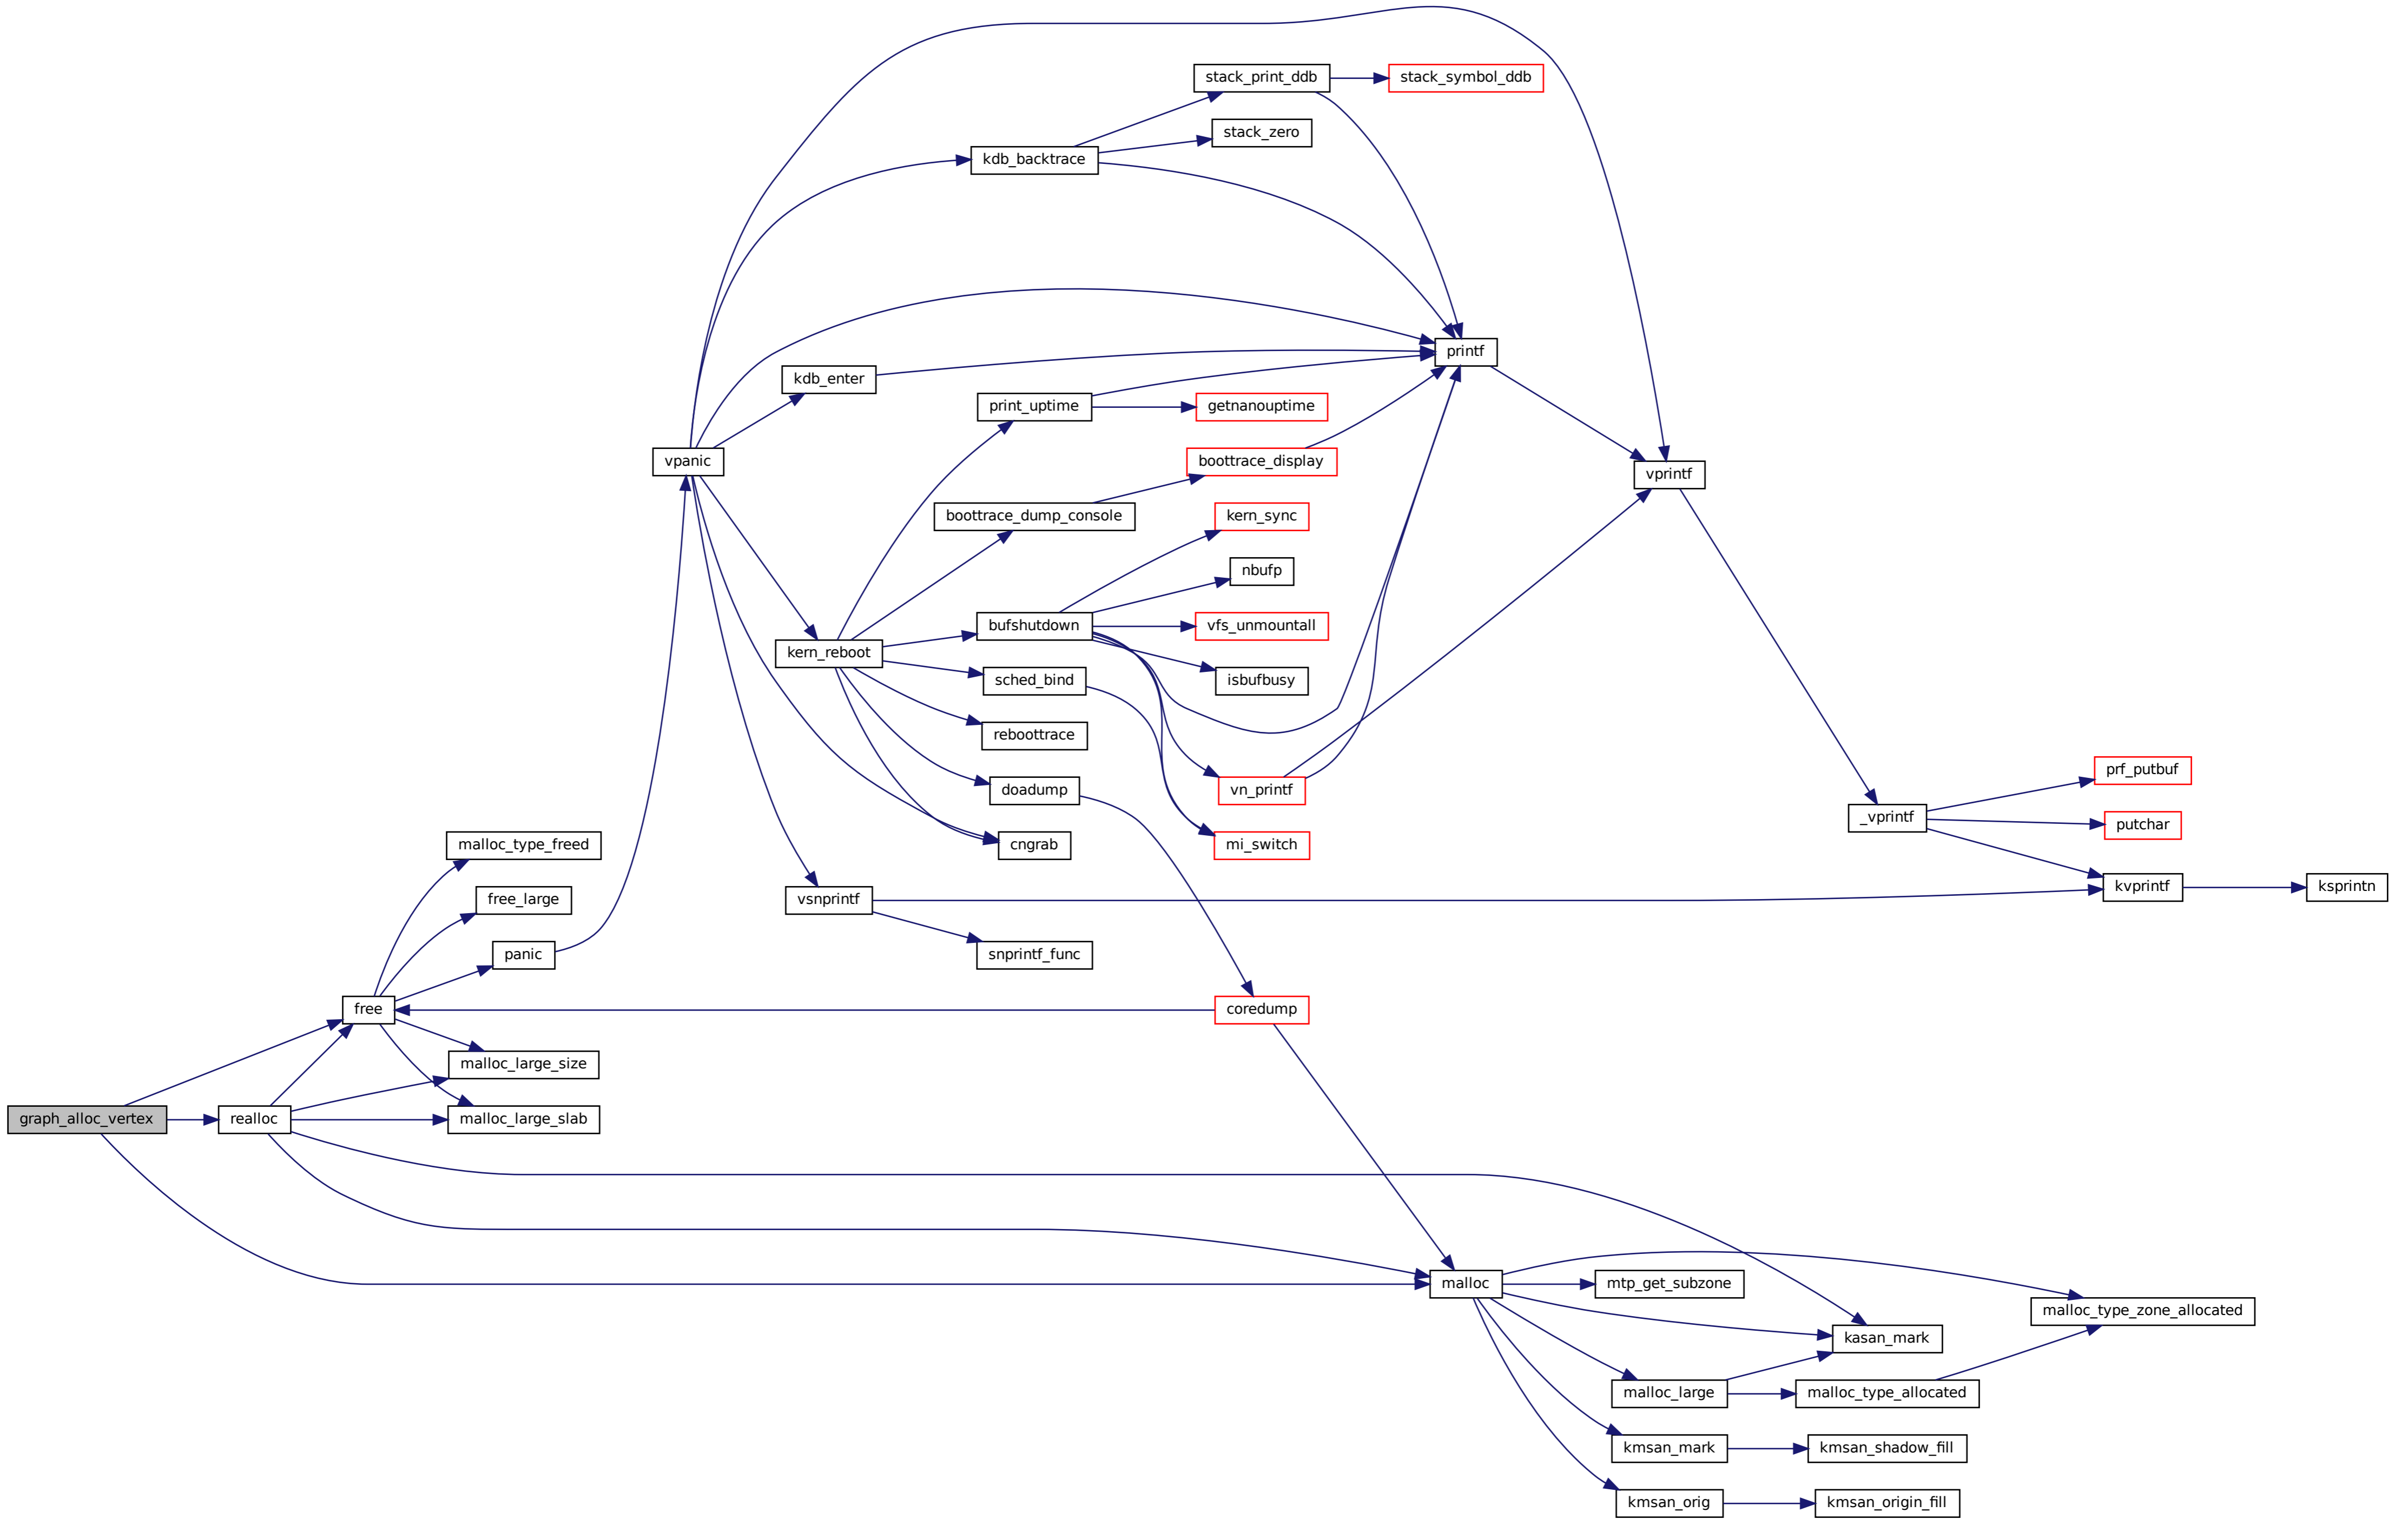 stack_print_ddb
stack_symbol_ddb
stack_zero
kdb_backtrace
printf
kdb_enter
print_uptime
getnanouptime
vpanic
boottrace_display
vprintf
boottrace_dump_console
kern_sync
nbufp
bufshutdown
vfs_unmountall
kern_reboot
sched_bind
isbufbusy
reboottrace
prf_putbuf
doadump
vn_printf
_vprintf
putchar
malloc_type_freed
cngrab
mi_switch
kvprintf
ksprintn
free_large
vsnprintf
panic
snprintf_func
free
coredump
malloc_large_size
graph_alloc_vertex
realloc
malloc_large_slab
malloc
mtp_get_subzone
malloc_type_zone_allocated
kasan_mark
malloc_large
malloc_type_allocated
kmsan_mark
kmsan_shadow_fill
kmsan_orig
kmsan_origin_fill